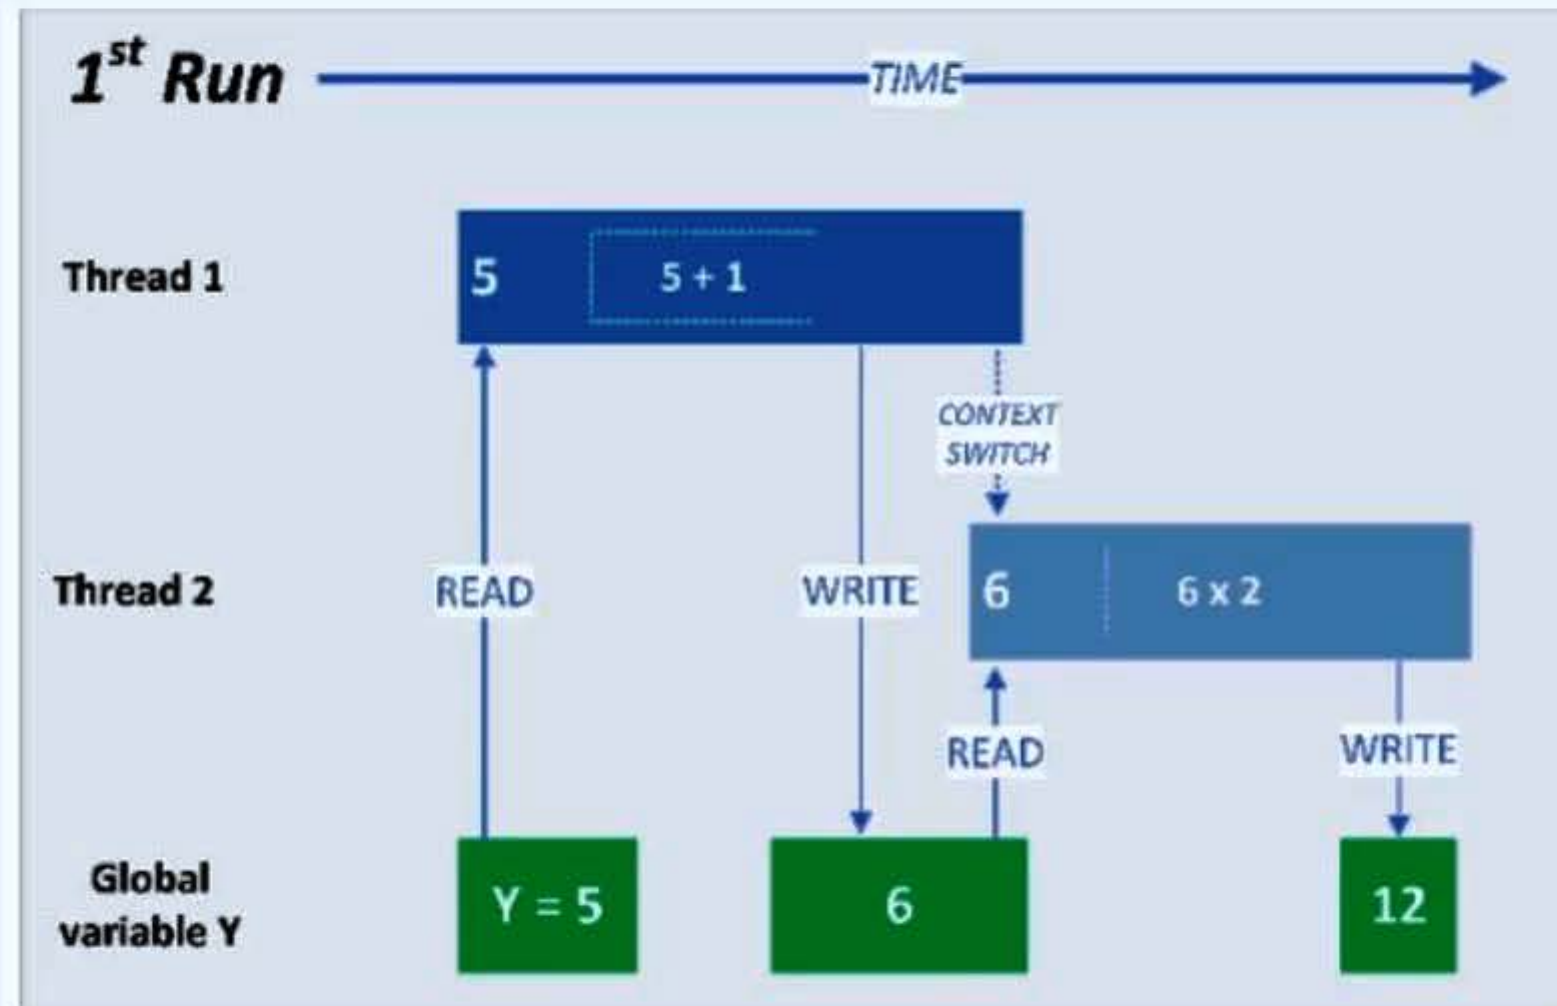 1st Run
TIME
Thread 1
5
5 + 1
CONTEXT
SWITCH
Thread 2
READ
WRITE
6
6 x 2
READ
WRITE
Global
variable Y
Y = 5
6
12